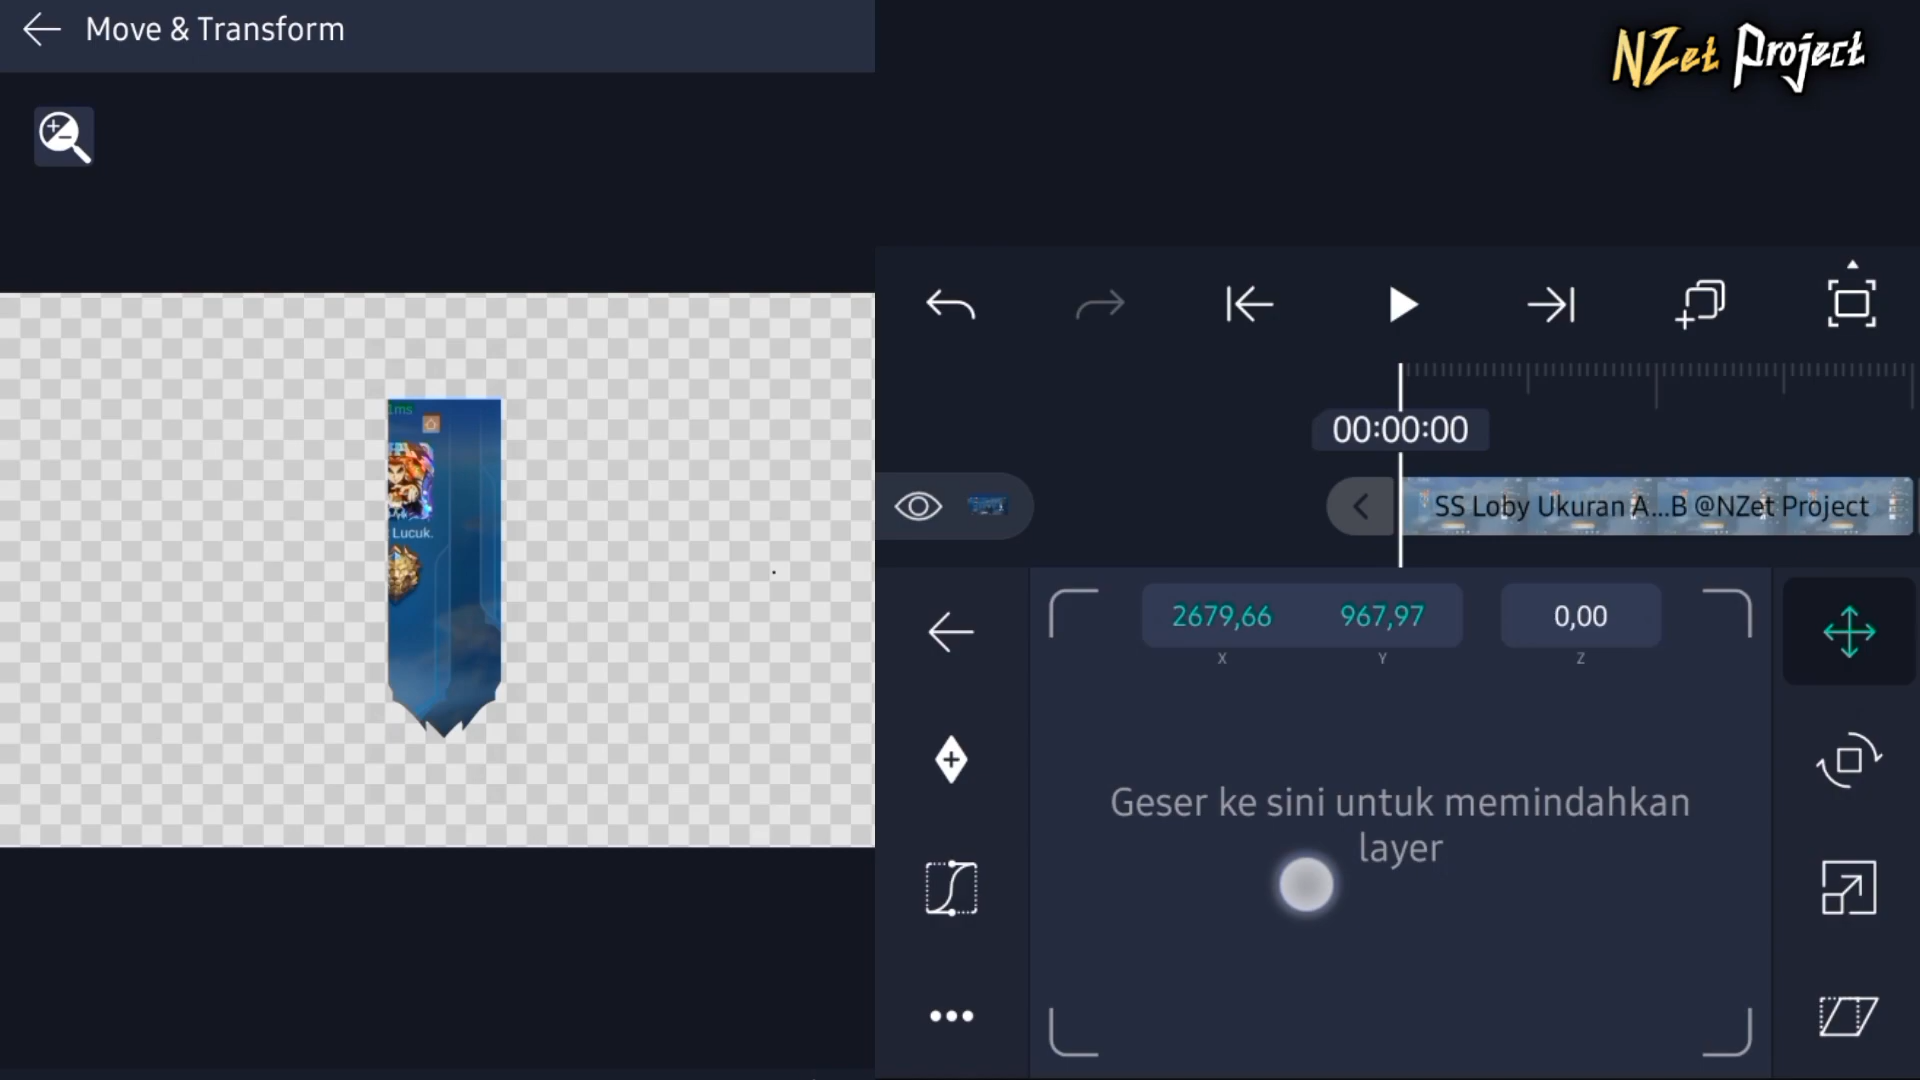 Move & Transform
NZet Project
1ms
Lucuk.
00:00:00
SS Loby Ukuran A...B @NZet Project
2679,66
967,97
0,00
X
Y
Z
Geser ke sini untuk memindahkan
layer